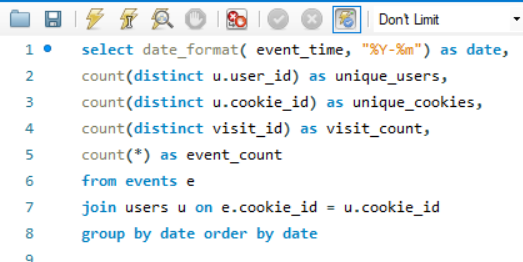 Don't Limit
1 select date_format( event_time, "%Y-%m") as date,
2 count(distinct u.user_id) as unique_users,
3 count(distinct u.cookie_id) as unique_cookies,
4 count(distinct visit_id) as visit_count,
5 count(*) as event_count
6 from events e
7 join users u on e.cookie_id = u.cookie_id
8 group by date order by date
9